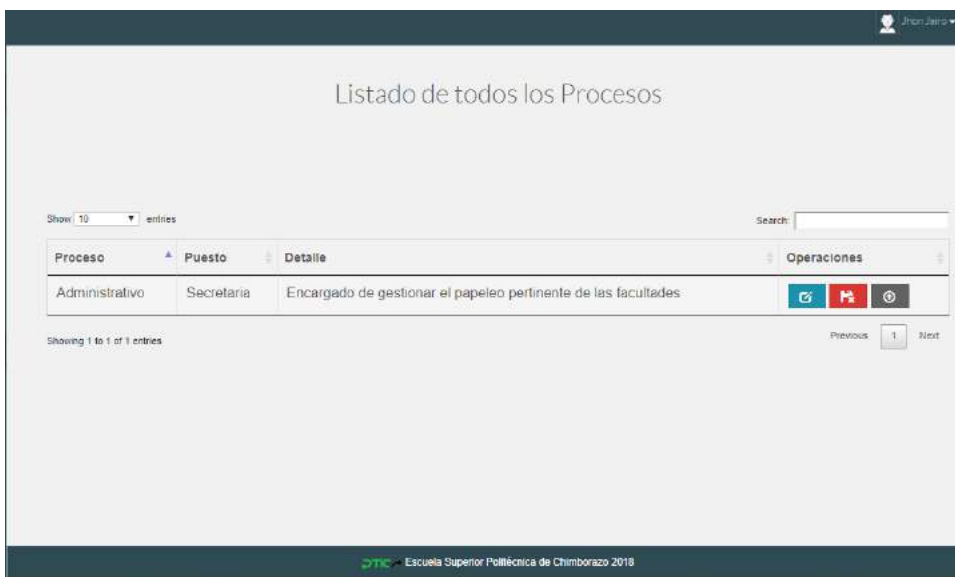 Jhon Jairo
Listado de todos los Procesos
Show 10 entries
Search:
Proceso Puesto Detalle Operaciones
Administrativo Secretaria Encargado de gestionar el papeleo pertinente de las facultades
Showing 1 to 1 of 1 entries
Previous 1 Next
DTIC Escuela Superior Politécnica de Chimborazo 2018